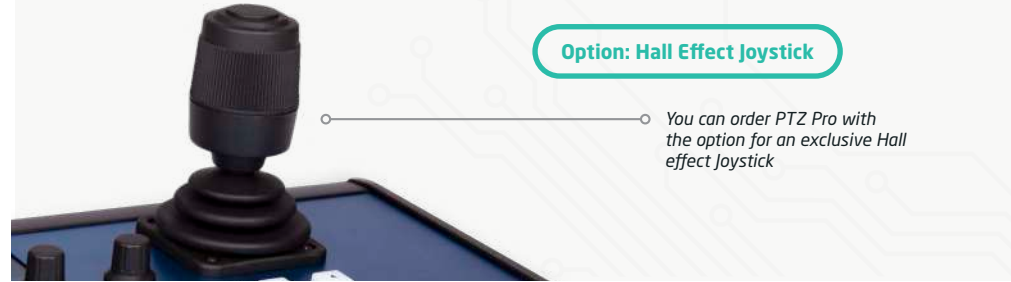 Option: Hall Effect Joystick
You can order PTZ Pro with
the option for an exclusive Hall
effect Joystick